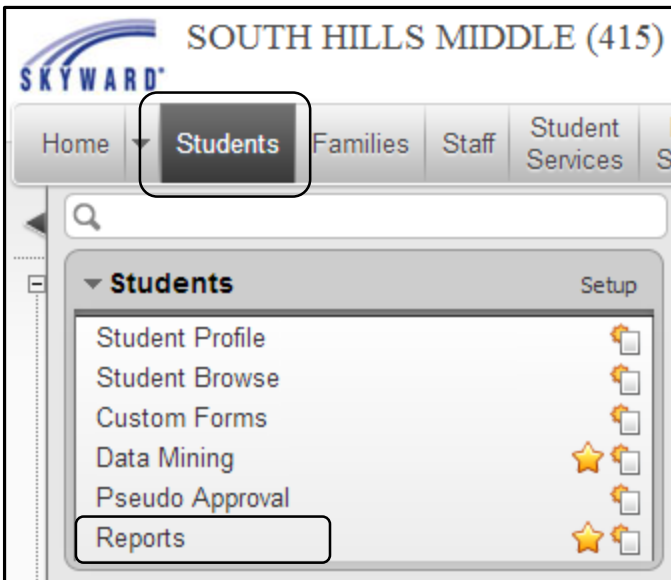 SOUTH HILLS MIDDLE (415)
SKYWARD
Home Students Families Staff Student Services S
Students Setup
Student Profile
Student Browse
Custom Forms
Data Mining
Pseudo Approval
Reports